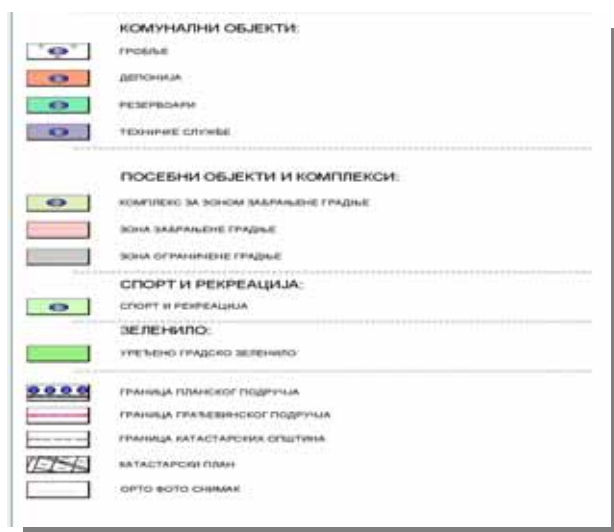 КОМУНАЛНИ ОБЈЕКТИ:
ГРОБЉЕ
ДЕПОНИЈА
РЕЗЕРВОАРИ
ТЕХНИЧКЕ СЛУЖБЕ
ПОСЕБНИ ОБЈЕКТИ И КОМПЛЕКСИ:
КОМПЛЕКС СА ЗОНОМ ЗАБРАЊЕНЕ ГРАДЊЕ
ЗОНА ЗАБРАЊЕНЕ ГРАДЊЕ
ЗОНА ОГРАНИЧЕНЕ ГРАДЊЕ
СПОРТ И РЕКРЕАЦИЈА:
СПОРТ И РЕКРЕАЦИЈА
ЗЕЛЕНИЛО:
УРЕЂЕНО ГРАДСКО ЗЕЛЕНИЛО
ГРАНИЦА ПЛАНСКОГ ПОДРУЧЈА
ГРАНИЦА ГРАЂЕВИНСКОГ ПОДРУЧЈА
ГРАНИЦА КАТАСТАРСКИХ ОПШТИНА
КАТАСТАРСКИ ПЛАН
ОРТО ФОТО СНИМАК